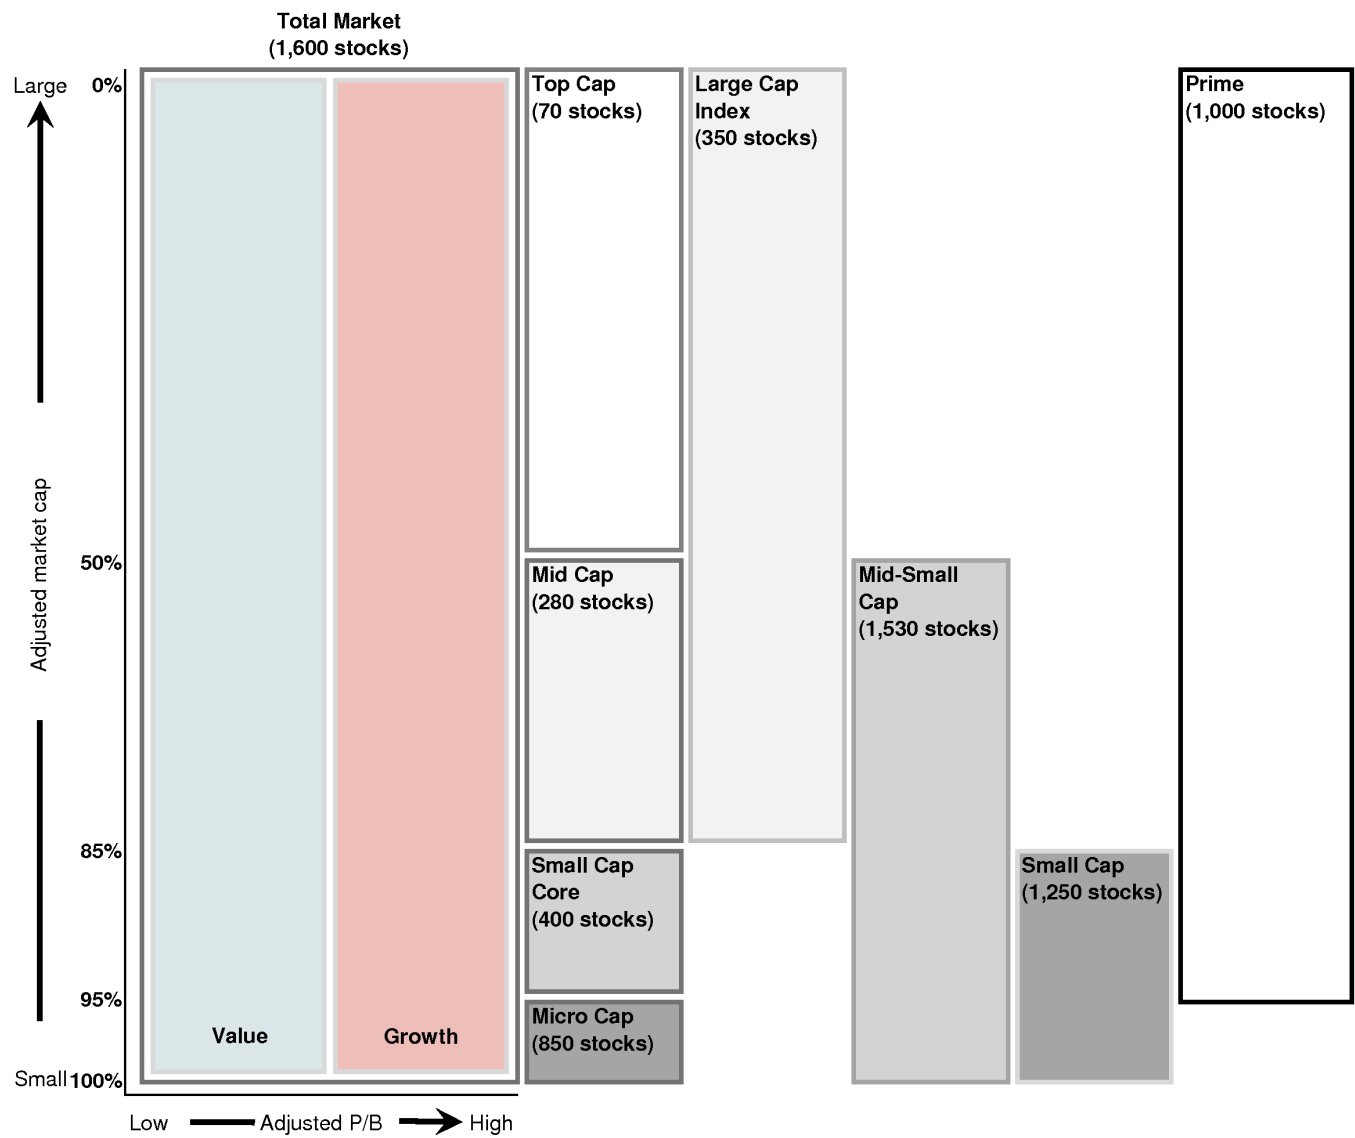 Total Market
(1,600 stocks)
Large
0%
Top Cap
(70 stocks)
Large Cap
Index
(350 stocks)
Prime
(1,000 stocks)
Adjusted market cap
50%
Mid Cap
(280 stocks)
Mid-Small
Cap
(1,530 stocks)
85%
Small Cap
Core
(400 stocks)
Small Cap
(1,250 stocks)
95%
Micro Cap
(850 stocks)
Value
Growth
Small
100%
Low
Adjusted P/B
High